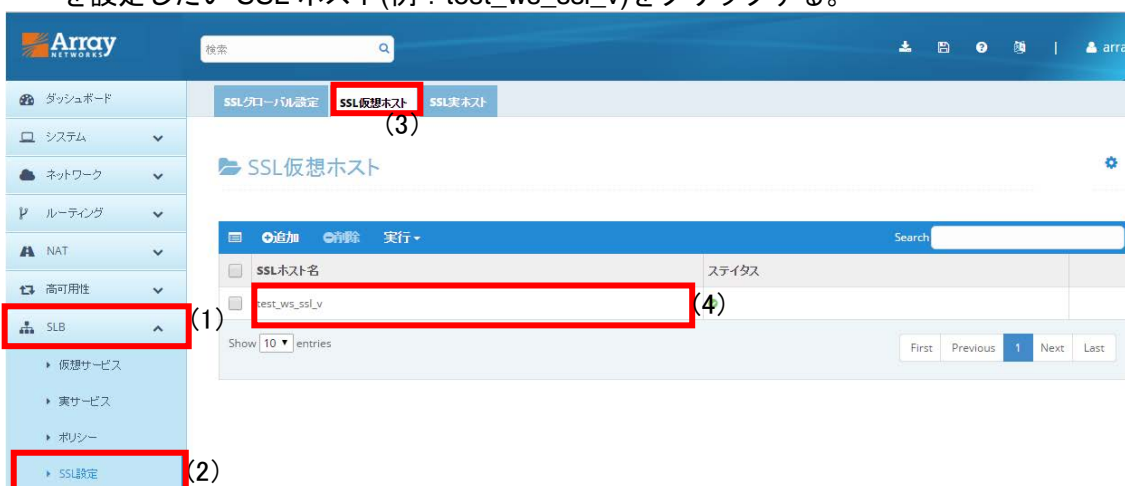 を設定したい SSL ホスト(例：test_ws_ssl_v)をクリックする。
Array
NETWORKS
検索
arra
ダッシュボード
システム
ネットワーク
ルーティング
NAT
高可用性
SLB
(1)
仮想サービス
実サービス
ポリシー
SSL設定
(2)
SSLグローバル設定 SSL仮想ホスト SSL実ホスト
(3)
SSL仮想ホスト
追加 削除 実行 Search
SSLホスト名 ステイタス
test_ws_ssl_v
(4)
Show 10 entries
First Previous 1 Next Last